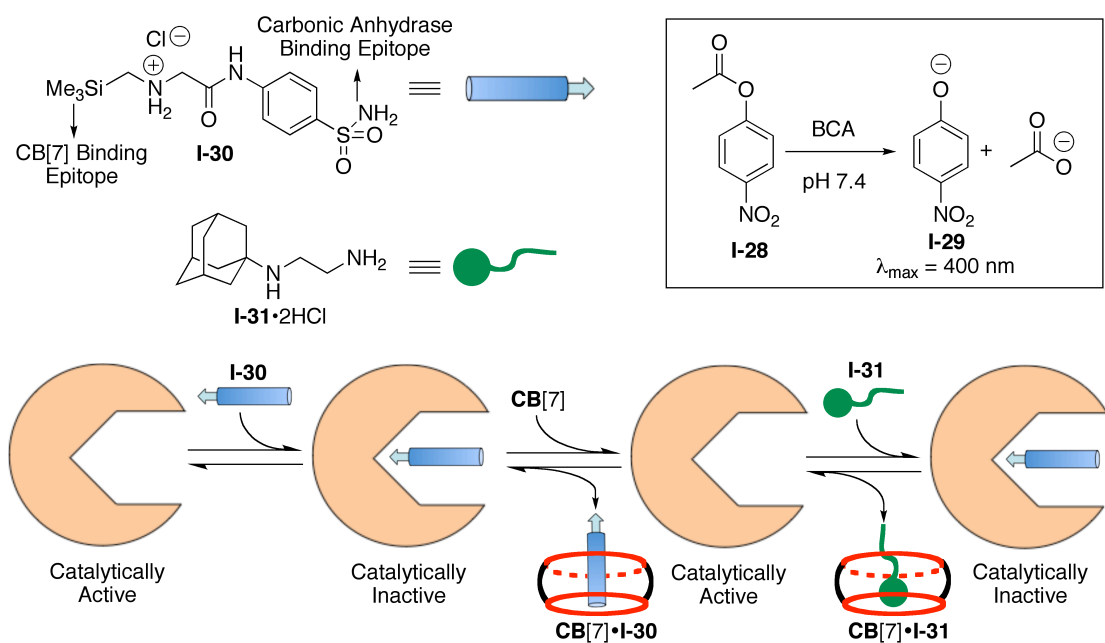 Cl⊖
Carbonic Anhydrase
Binding Epitope
Me3Si
N
⊕
H2
H
N
O
S
NH2
O
O
CB[7] Binding
Epitope
I-30
N
H
NH2
I-31•2HCl
O
O
NO2
I-28
BCA
pH 7.4
O
⊖
NO2
I-29
λmax = 400 nm
+
O
O
⊖
I-30
CB[7]
I-31
Catalytically
Active
Catalytically
Inactive
CB[7]•I-30
Catalytically
Active
CB[7]•I-31
Catalytically
Inactive